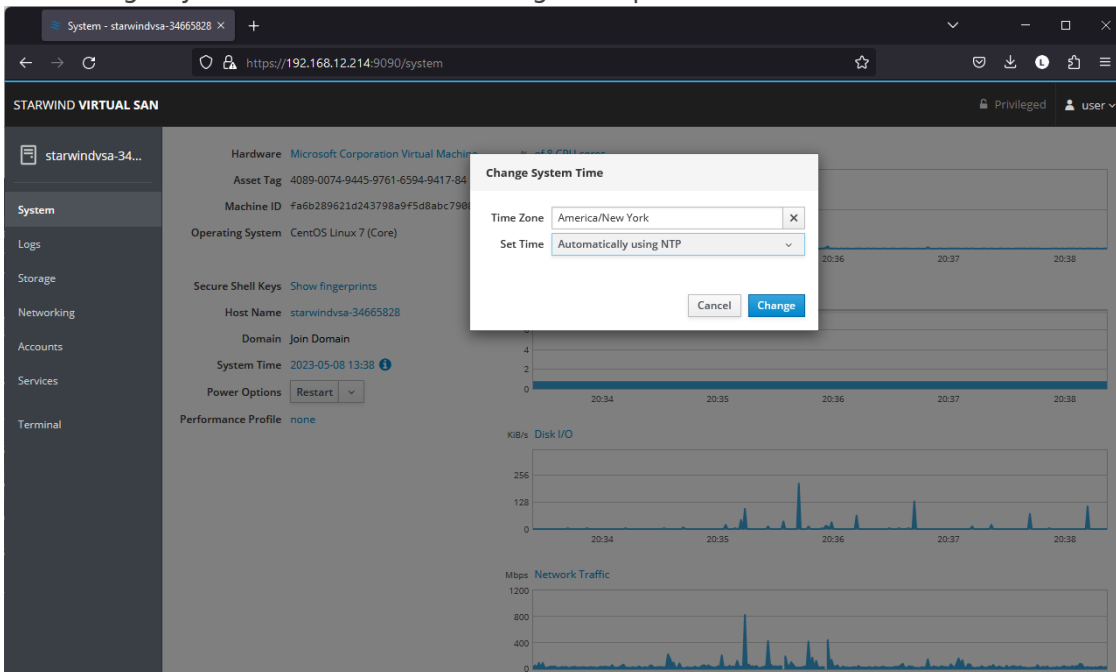 System - starwindvsa-34665828
https://192.168.12.214:9090/system
STARWIND VIRTUAL SAN
Privileged
user
starwindvsa-34...
System
Logs
Storage
Networking
Accounts
Services
Terminal
Hardware Microsoft Corporation Virtual Machine
Asset Tag 4089-0074-9445-9761-6594-9417-84
Machine ID fa6b289621d243798a9f5d8abc790
Operating System CentOS Linux 7 (Core)
Secure Shell Keys Show fingerprints
Host Name starwindvsa-34665828
Domain Join Domain
System Time 2023-05-08 13:38
Power Options Restart
Performance Profile none
Change System Time
Time Zone America/New York
Set Time Automatically using NTP
Cancel Change
20:36 20:37 20:38
4
2
0
20:34 20:35 20:36 20:37 20:38
KiB/s Disk I/O
256
128
0
20:34 20:35 20:36 20:37 20:38
Mbps Network Traffic
1200
800
400
0